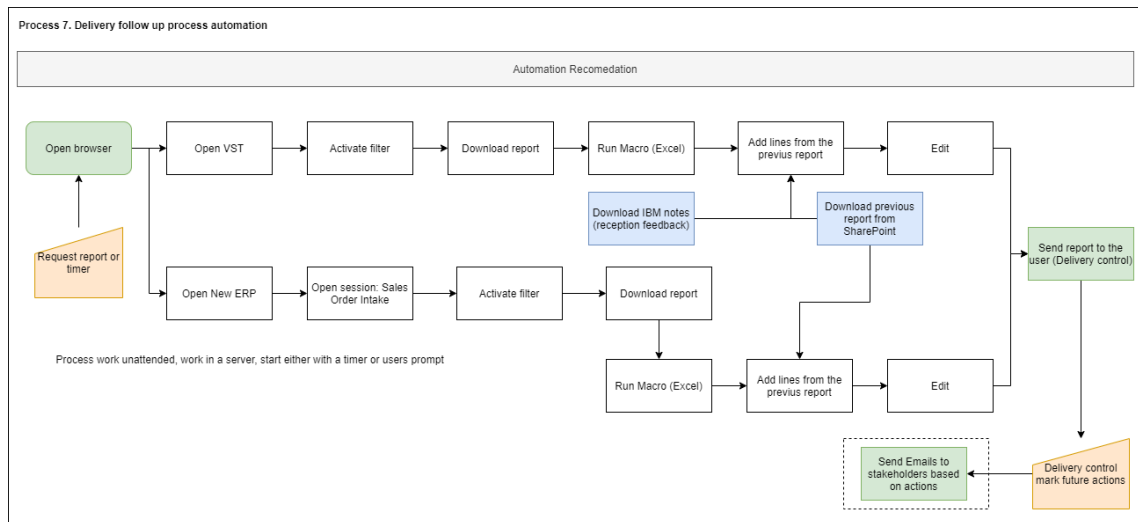 Process 7. Delivery follow up process automation
Automation Recomedation
Open browser
Open VST
Activate filter
Download report
Run Macro (Excel)
Add lines from the
previus report
Edit
Download IBM notes
(reception feedback)
Download previous
report from
SharePoint
Request report or
timer
Send report to the
user (Delivery control)
Open New ERP
Open session: Sales
Order Intake
Activate filter
Download report
Process work unattended, work in a server, start either with a timer or users prompt
Run Macro (Excel)
Add lines from the
previus report
Edit
Send Emails to
stakeholders based
on actions
Delivery control
mark future actions